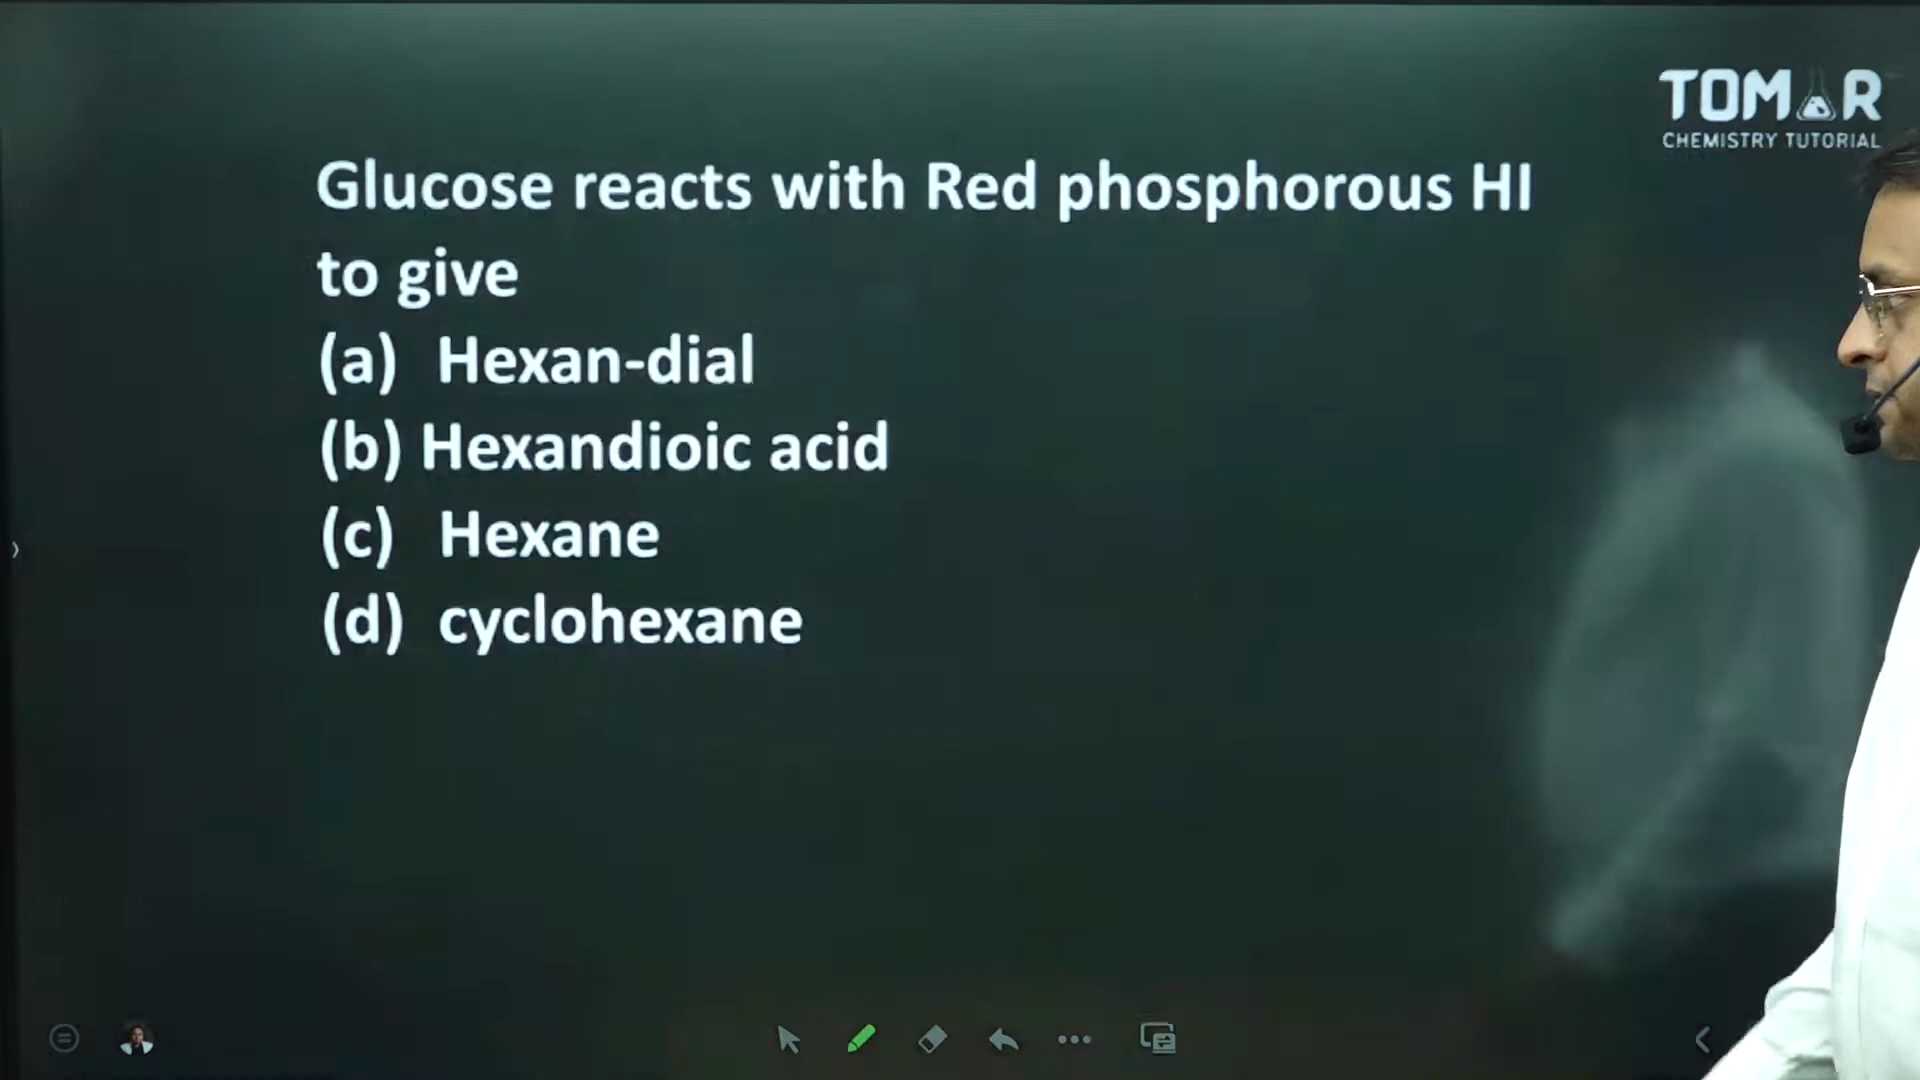 TOMAR
CHEMISTRY TUTORIAL
Glucose reacts with Red phosphorous HI
to give
(a) Hexan-dial
(b) Hexandioic acid
(c) Hexane
(d) cyclohexane